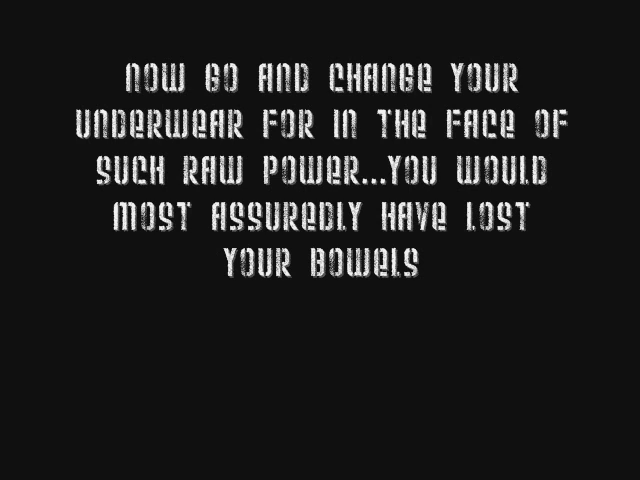 NOW GO AND CHANGE YOUR
UNDERWEAR FOR IN THE FACE OF
SUCH RAW POWER...YOU WOULD
MOST ASSUREDLY HAVE LOST
YOUR BOWELS